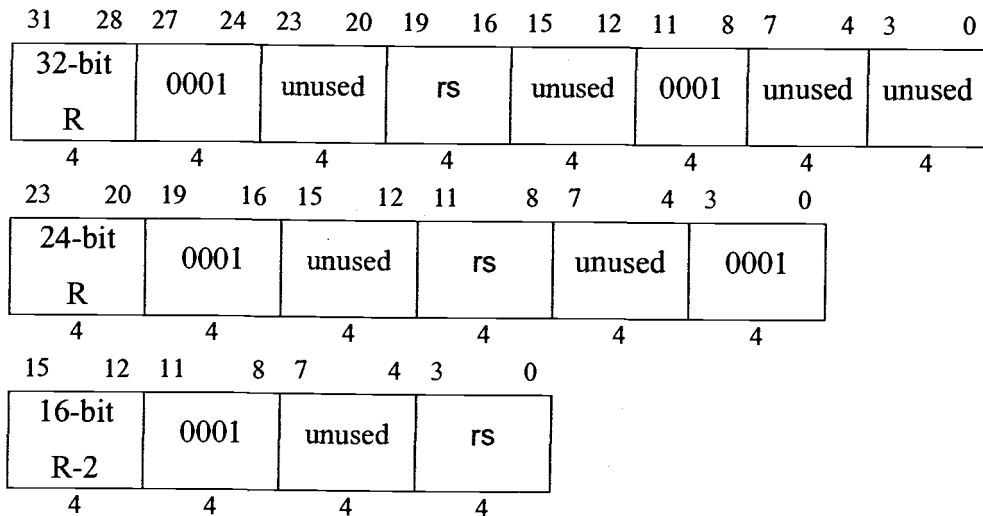 31 28 27 24 23 20 19 16 15 12 11 8 7 4 3 0
32-bit R 0001 unused rs unused 0001 unused unused
4 4 4 4 4 4 4 4
23 20 19 16 15 12 11 8 7 4 3 0
24-bit R 0001 unused rs unused 0001
4 4 4 4 4 4
15 12 11 8 7 4 3 0
16-bit R-2 0001 unused rs
4 4 4 4